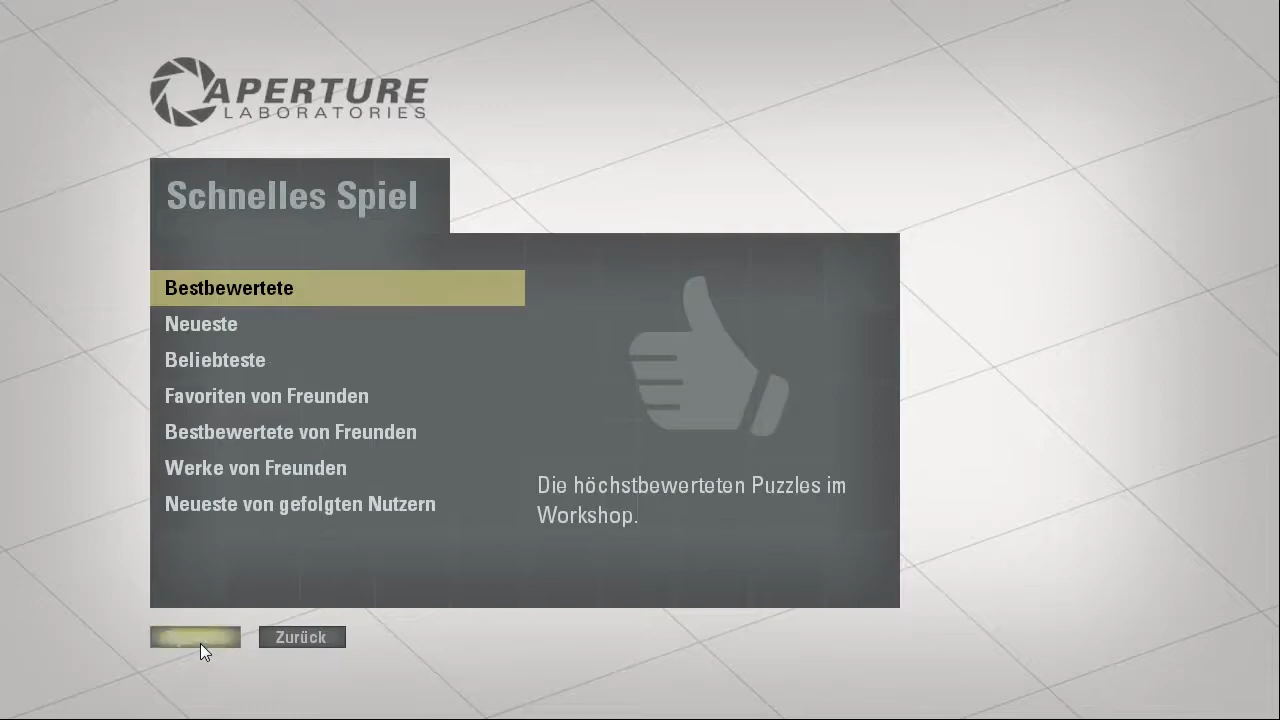 APERTURE
LABORATORIES
Schnelles Spiel
Bestbewertete
Neueste
Beliebteste
Favoriten von Freunden
Bestbewertete von Freunden
Werke von Freunden
Neueste von gefolgten Nutzern
Die höchstbewerteten Puzzles im
Workshop.
Zurück